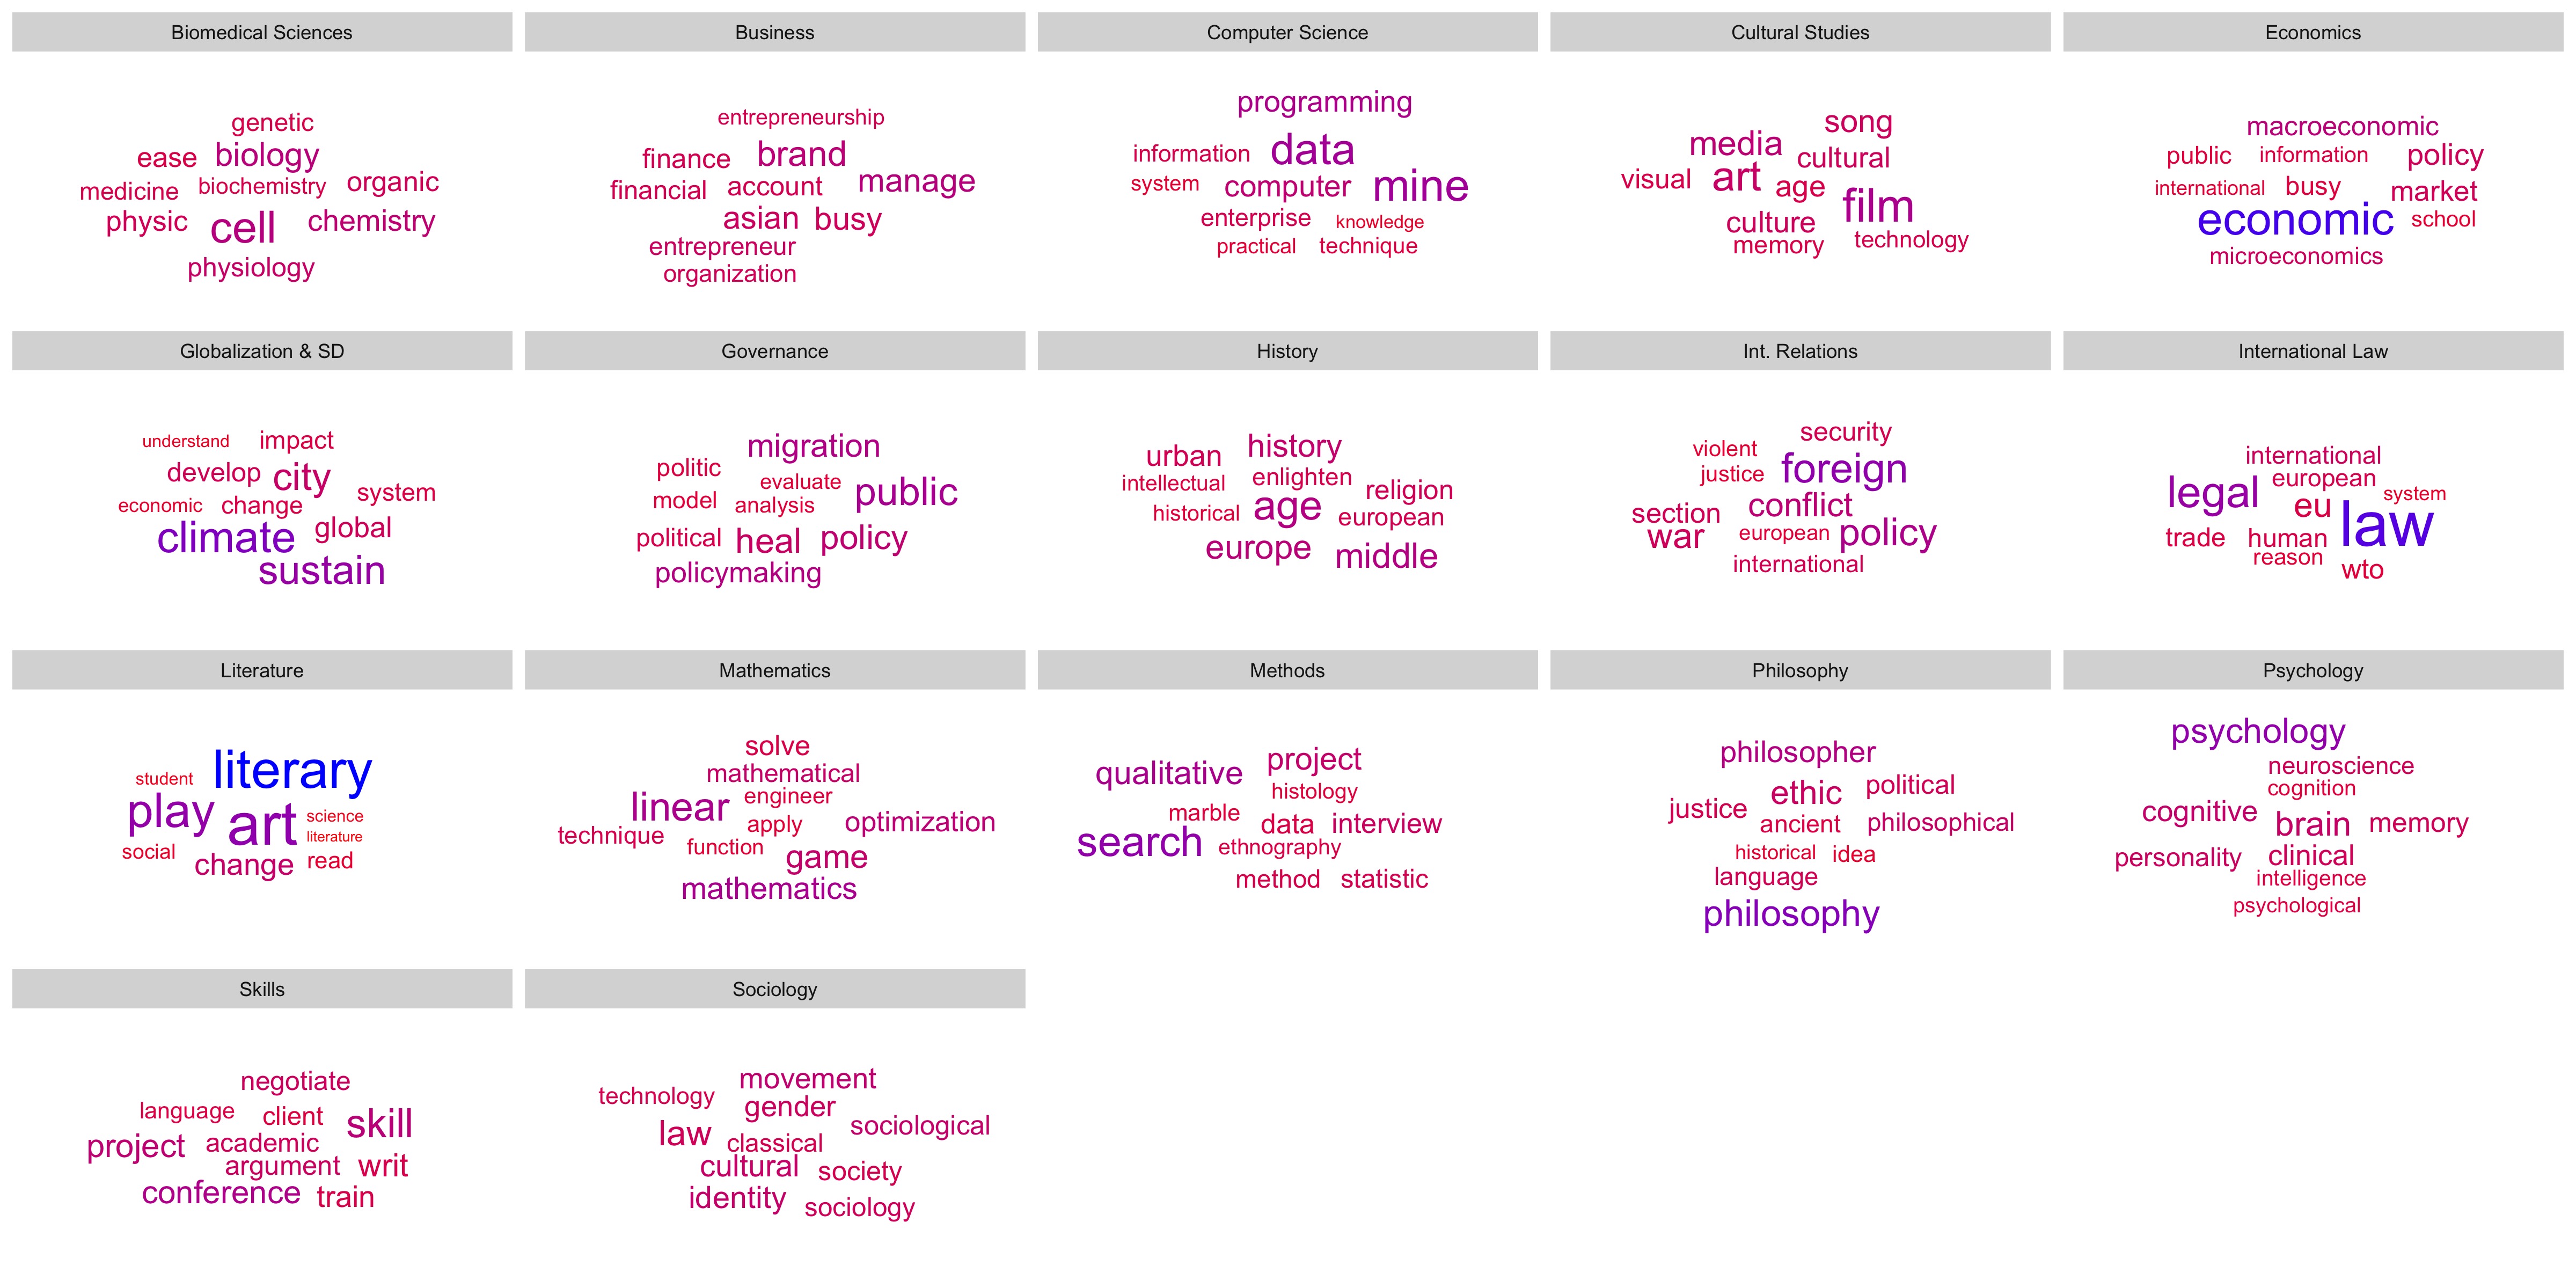 Biomedical Sciences
genetic
ease biology
medicine biochemistry organic
physic cell chemistry
physiology
Business
entrepreneurship
finance brand
financial account manage
asian busy
entrepreneur
organization
Computer Science
programming
information data
system computer mine
enterprise knowledge
practical technique
Cultural Studies
song
media cultural
visual art age
film
culture
memory technology
Economics
macroeconomic
public information policy
international busy market
economic school
microeconomics
Globalization & SD
understand impact
develop city
system
economic change
climate global
sustain
Governance
migration
politic
evaluate
model analysis public
political heal policy
policymaking
History
urban history
intellectual enlighten
religion
historical age european
europe middle
Int. Relations
security
violent
justice foreign
section conflict
war european policy
international
International Law
international
legal european
eu system
law
trade human
reason
wto
Literature
literary
student
play art science
literature
social change read
Mathematics
solve
mathematical
linear engineer
technique apply optimization
function game
mathematics
Methods
qualitative project
histology
marble
data interview
search ethnography
method statistic
Philosophy
philosopher
ethic political
justice
ancient philosophical
historical idea
language
philosophy
Psychology
psychology
neuroscience
cognition
cognitive
brain memory
personality clinical
intelligence
psychological
Skills
negotiate
language client skill
project academic
argument writ
conference train
Sociology
movement
technology gender
sociological
law classical
cultural society
identity sociology